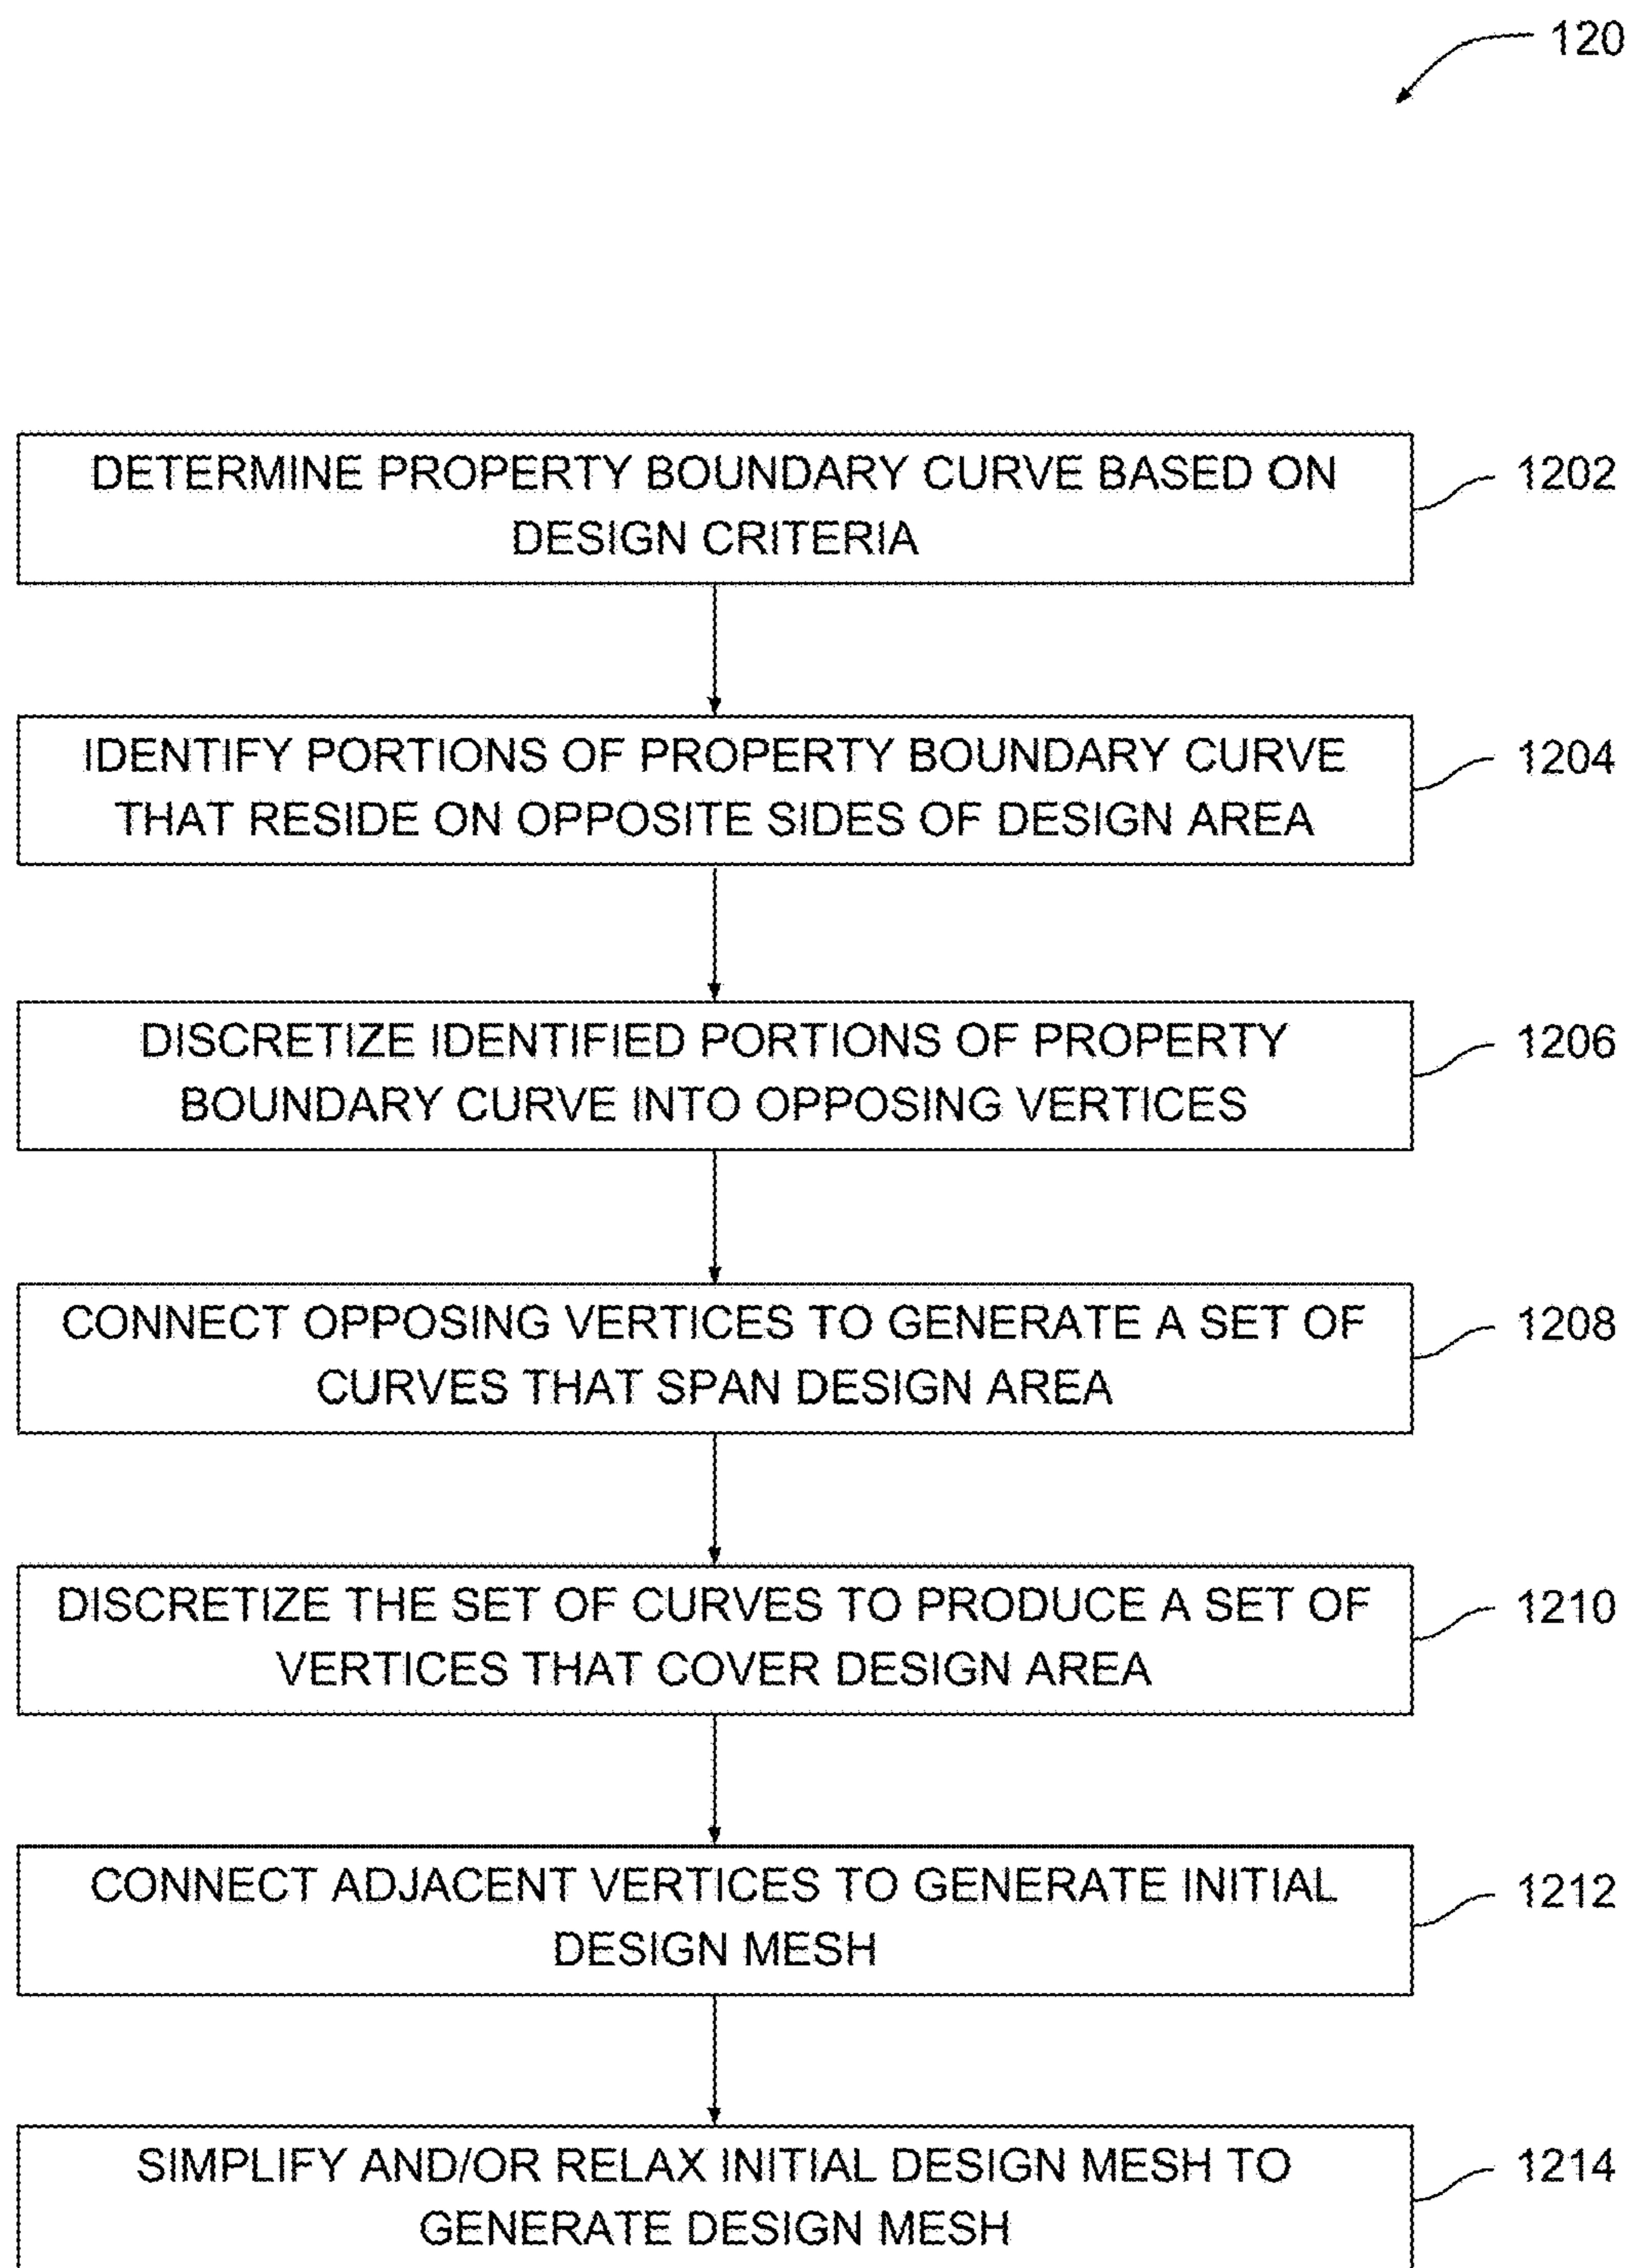 120
DETERMINE PROPERTY BOUNDARY CURVE BASED ON
DESIGN CRITERIA
1202
IDENTIFY PORTIONS OF PROPERTY BOUNDARY CURVE
THAT RESIDE ON OPPOSITE SIDES OF DESIGN AREA
1204
DISCRETIZE IDENTIFIED PORTIONS OF PROPERTY
BOUNDARY CURVE INTO OPPOSING VERTICES
1206
CONNECT OPPOSING VERTICES TO GENERATE A SET OF
CURVES THAT SPAN DESIGN AREA
1208
DISCRETIZE THE SET OF CURVES TO PRODUCE A SET OF
VERTICES THAT COVER DESIGN AREA
1210
CONNECT ADJACENT VERTICES TO GENERATE INITIAL
DESIGN MESH
1212
SIMPLIFY AND/OR RELAX INITIAL DESIGN MESH TO
GENERATE DESIGN MESH
1214